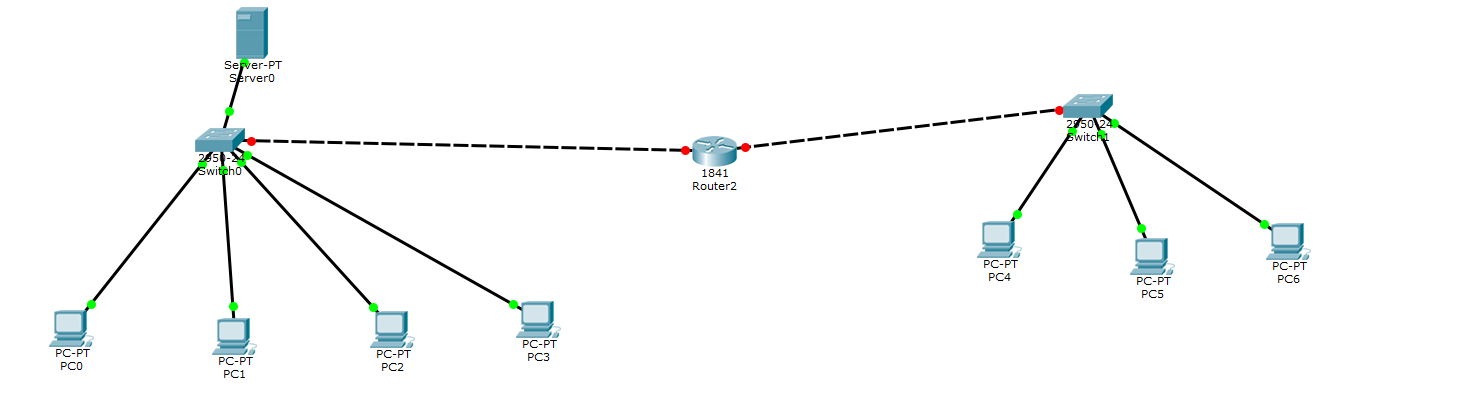 Server-PT
Server0
2950-24
Switch0
1841
Router2
2950-24
Switch1
PC-PT
PC0
PC-PT
PC1
PC-PT
PC2
PC-PT
PC3
PC-PT
PC4
PC-PT
PC5
PC-PT
PC6